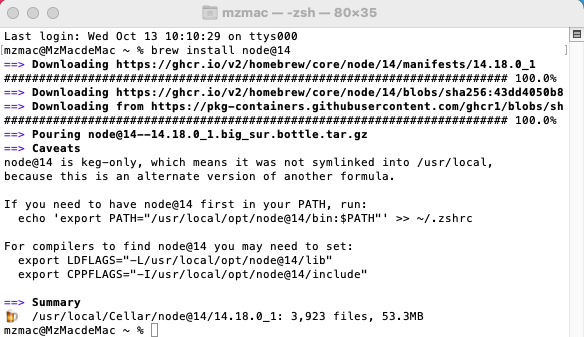 mzmac — -zsh — 80×35
Last login: Wed Oct 13 10:10:29 on ttys000
[mzmac@MzMacdeMac ~ % brew install node@14 ]
==> Downloading https://ghcr.io/v2/homebrew/core/node/14/manifests/14.18.0_1
######################################################################## 100.0%
==> Downloading https://ghcr.io/v2/homebrew/core/node/14/blobs/sha256:43dd4050b8
==> Downloading from https://pkg-containers.githubusercontent.com/ghcr1/blobs/sh
######################################################################## 100.0%
==> Pouring node@14--14.18.0_1.big_sur.bottle.tar.gz
==> Caveats
node@14 is keg-only, which means it was not symlinked into /usr/local,
because this is an alternate version of another formula.
If you need to have node@14 first in your PATH, run:
echo 'export PATH="/usr/local/opt/node@14/bin:$PATH"' >> ~/.zshrc
For compilers to find node@14 you may need to set:
export LDFLAGS="-L/usr/local/opt/node@14/lib"
export CPPFLAGS="-I/usr/local/opt/node@14/include"
==> Summary
🍺 /usr/local/Cellar/node@14/14.18.0_1: 3,923 files, 53.3MB
mzmac@MzMacdeMac ~ %